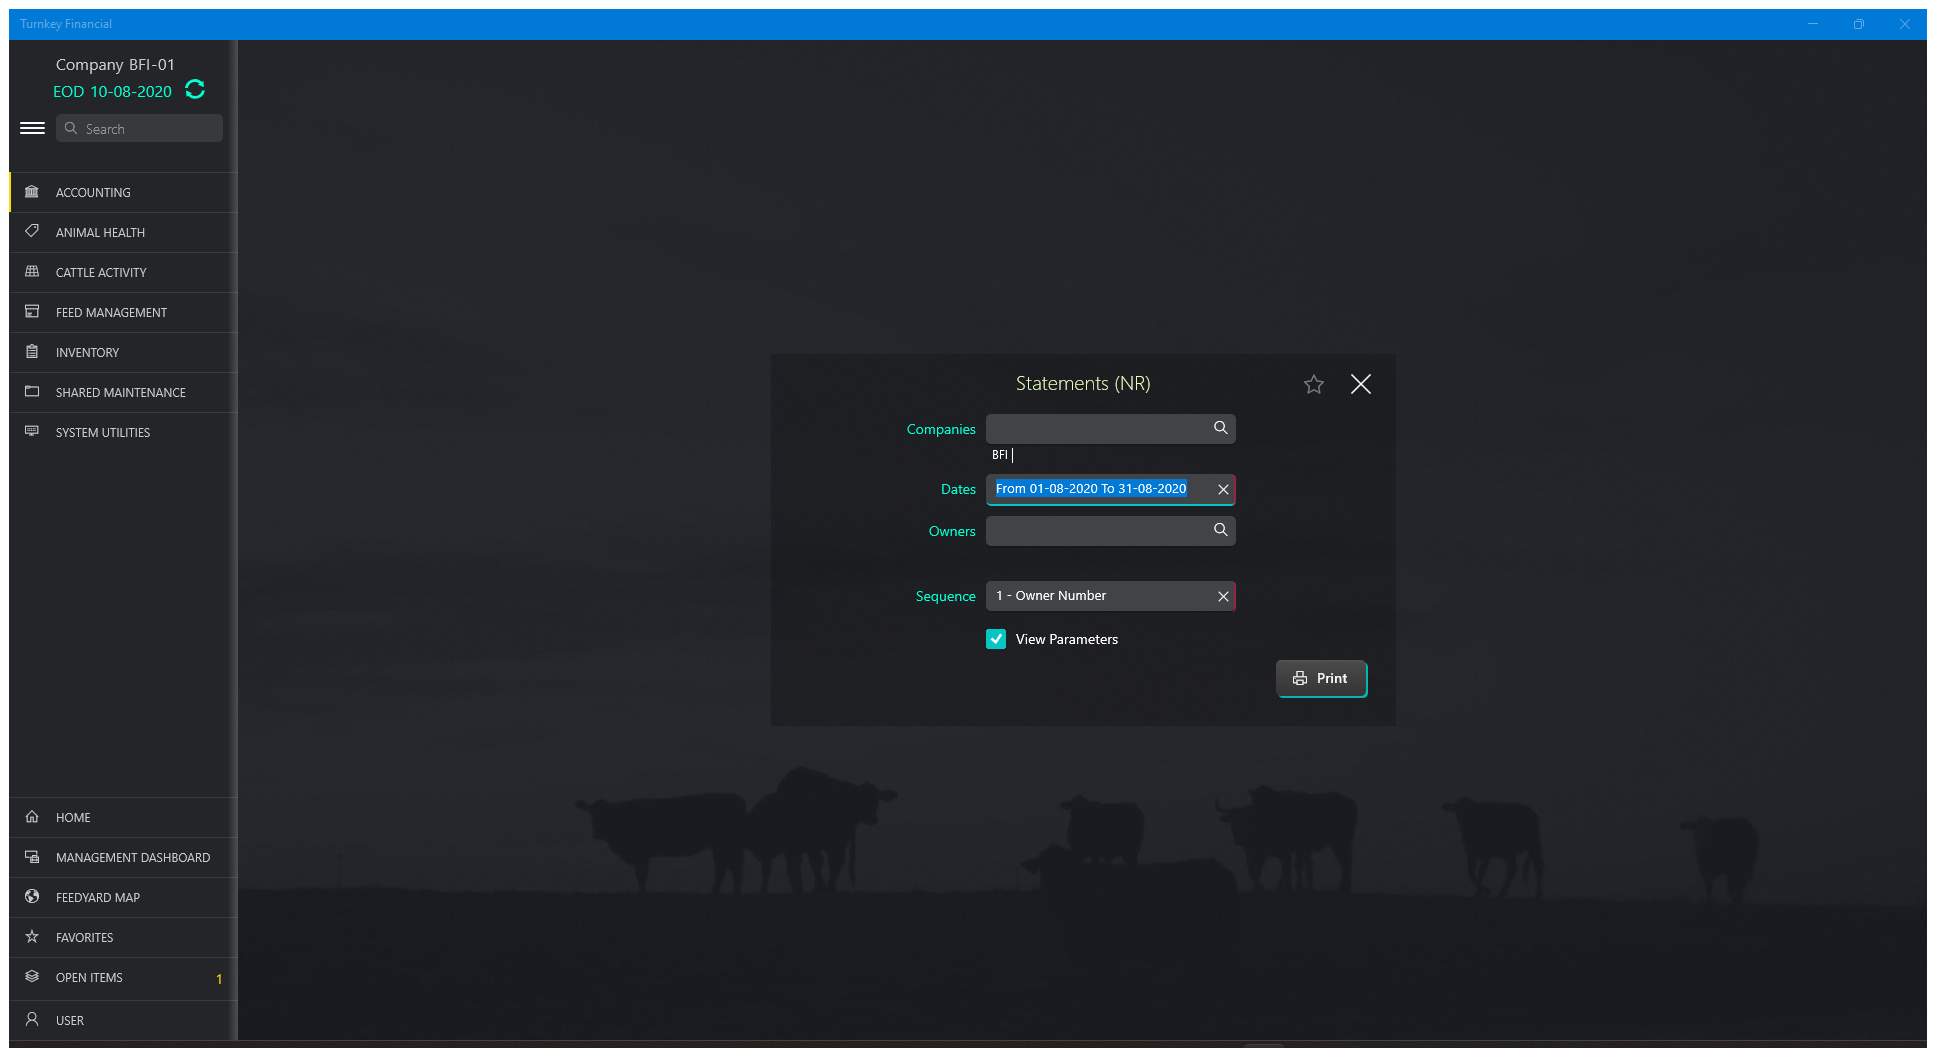 Turnkey Financial
Company BFI-01
EOD 10-08-2020
Search
ACCOUNTING
ANIMAL HEALTH
CATTLE ACTIVITY
FEED MANAGEMENT
INVENTORY
SHARED MAINTENANCE
SYSTEM UTILITIES
HOME
MANAGEMENT DASHBOARD
FEEDYARD MAP
FAVORITES
OPEN ITEMS 1
USER
Statements (NR)
Companies
BFI |
Dates From 01-08-2020 To 31-08-2020
Owners
Sequence 1 - Owner Number
View Parameters
Print